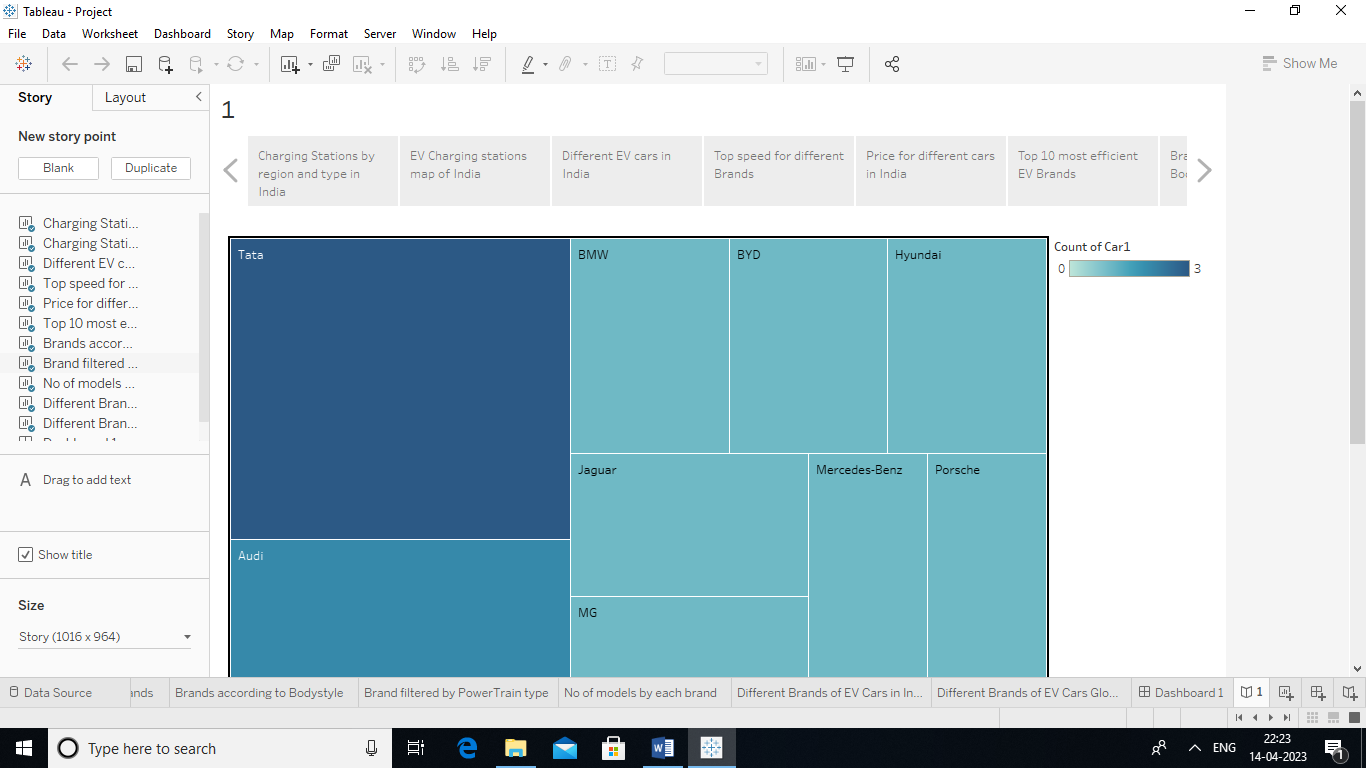 Tableau - Project
File Data Worksheet Dashboard Story Map Format Server Window Help
Show Me
Story Layout
New story point
Blank Duplicate
Charging Stati...
Charging Stati...
Different EV c...
Top speed for ...
Price for differ...
Top 10 most e...
Brands accor...
Brand filtered ...
No of models ...
Different Bran...
Different Bran...
A Drag to add text
Show title
Size
Story (1016 x 964)
1
Charging Stations by
region and type in
India
EV Charging stations
map of India
Different EV cars in
India
Top speed for different
Brands
Price for different cars
in India
Top 10 most efficient
EV Brands
Bra
Bo
Tata
BMW
BYD
Hyundai
Jaguar
Mercedes-Benz
Porsche
Audi
MG
Count of Car1
0 3
Data Source ands Brands according to Bodystyle Brand filtered by PowerTrain type No of models by each brand Different Brands of EV Cars in In... Different Brands of EV Cars Glo... Dashboard 1 1
Type here to search
ENG
22:23
14-04-2023
1